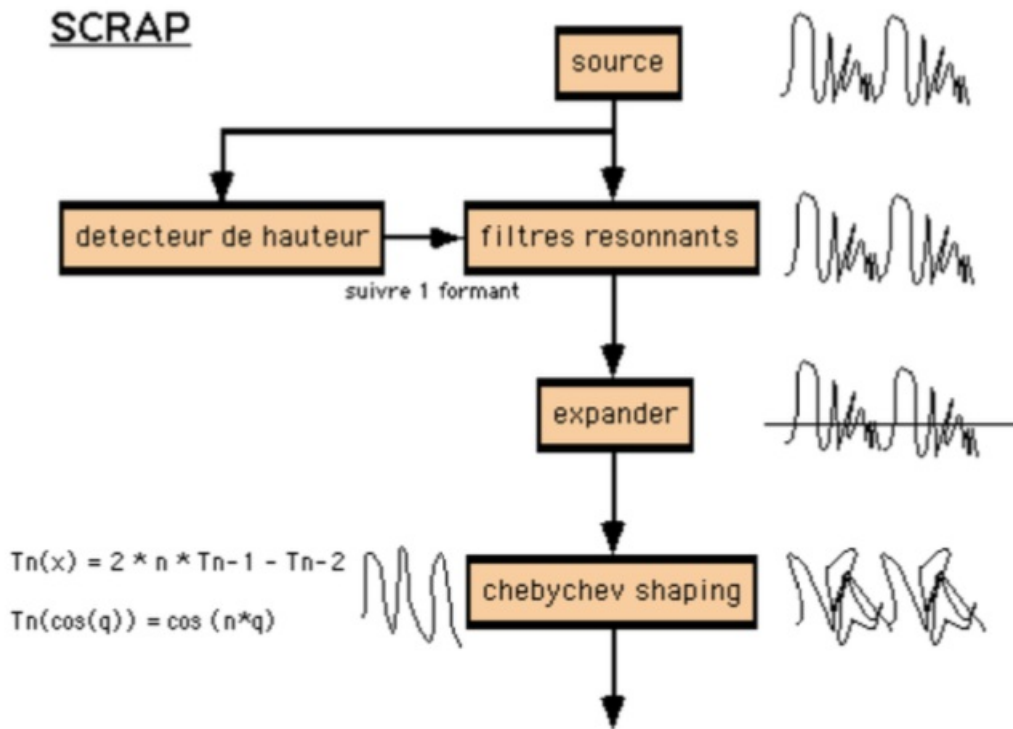 SCRAP
source
detecteur de hauteur
filtres resonnants
suivre 1 formant
expander
Tn(x) = 2 * n * Tn-1 - Tn-2
chebychev shaping
Tn(cos(q)) = cos (n*q)